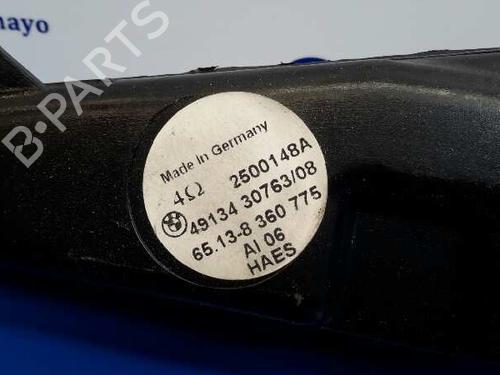 mayo
B-PARTS
Made in Germany
4Ω 2500148A
49134 30763/08
65.13-8 360 775
AI 06
HAES